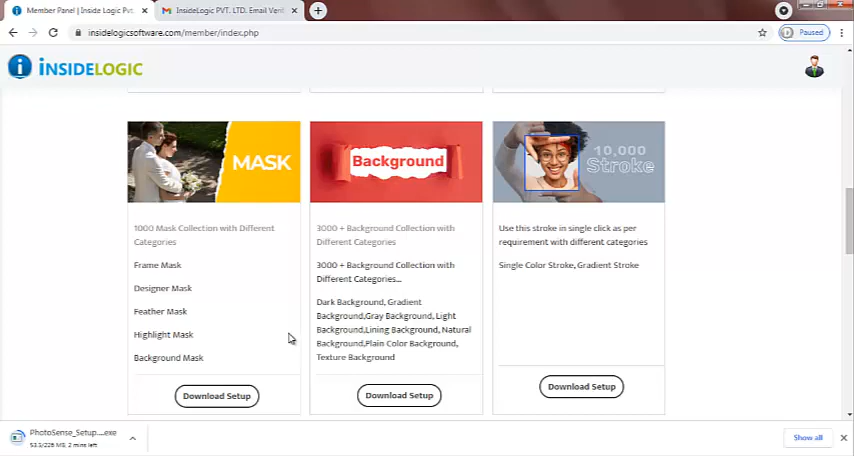 Member Panel | Inside Logic Pvt.
InsideLogic PVT. LTD. Email Veri
insidelogicsoftware.com/member/index.php
Paused
INSIDELOGIC
MASK
1000 Mask Collection with Different
Categories
Frame Mask
Designer Mask
Feather Mask
Highlight Mask
Background Mask
Download Setup
Background
3000 + Background Collection with
Different Categories
3000 + Background Collection with
Different Categories...
Dark Background, Gradient
Background,Gray Background, Light
Background,Lining Background, Natural
Background,Plain Color Background,
Texture Background
Download Setup
10,000
Stroke
Use this stroke in single click as per
requirement with different categories
Single Color Stroke, Gradient Stroke
Download Setup
PhotoSense_Setup....exe
53.5/226 MB, 2 mins left
Show all